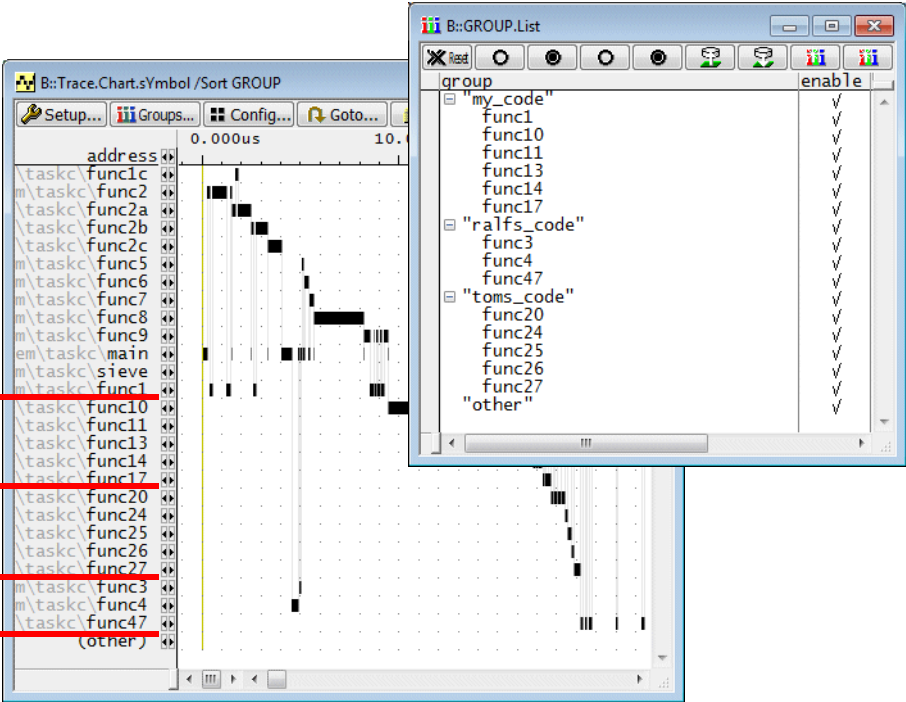 B::GROUP.List
Reset
group enable
"my_code"
func1
func10
func11
func13
func14
func17
"ralfs_code"
func3
func4
func47
"toms_code"
func20
func24
func25
func26
func27
"other"
B::Trace.Chart.sYmbol /Sort GROUP
Setup... Groups... Config... Goto...
0.000us 10.
address
\taskc\func1c
m\taskc\func2
\taskc\func2a
\taskc\func2b
\taskc\func2c
m\taskc\func5
m\taskc\func6
m\taskc\func7
m\taskc\func8
m\taskc\func9
em\taskc\main
m\taskc\sieve
m\taskc\func1
\taskc\func10
\taskc\func11
\taskc\func13
\taskc\func14
\taskc\func17
\taskc\func20
\taskc\func24
\taskc\func25
\taskc\func26
\taskc\func27
m\taskc\func3
m\taskc\func4
\taskc\func47
(other)